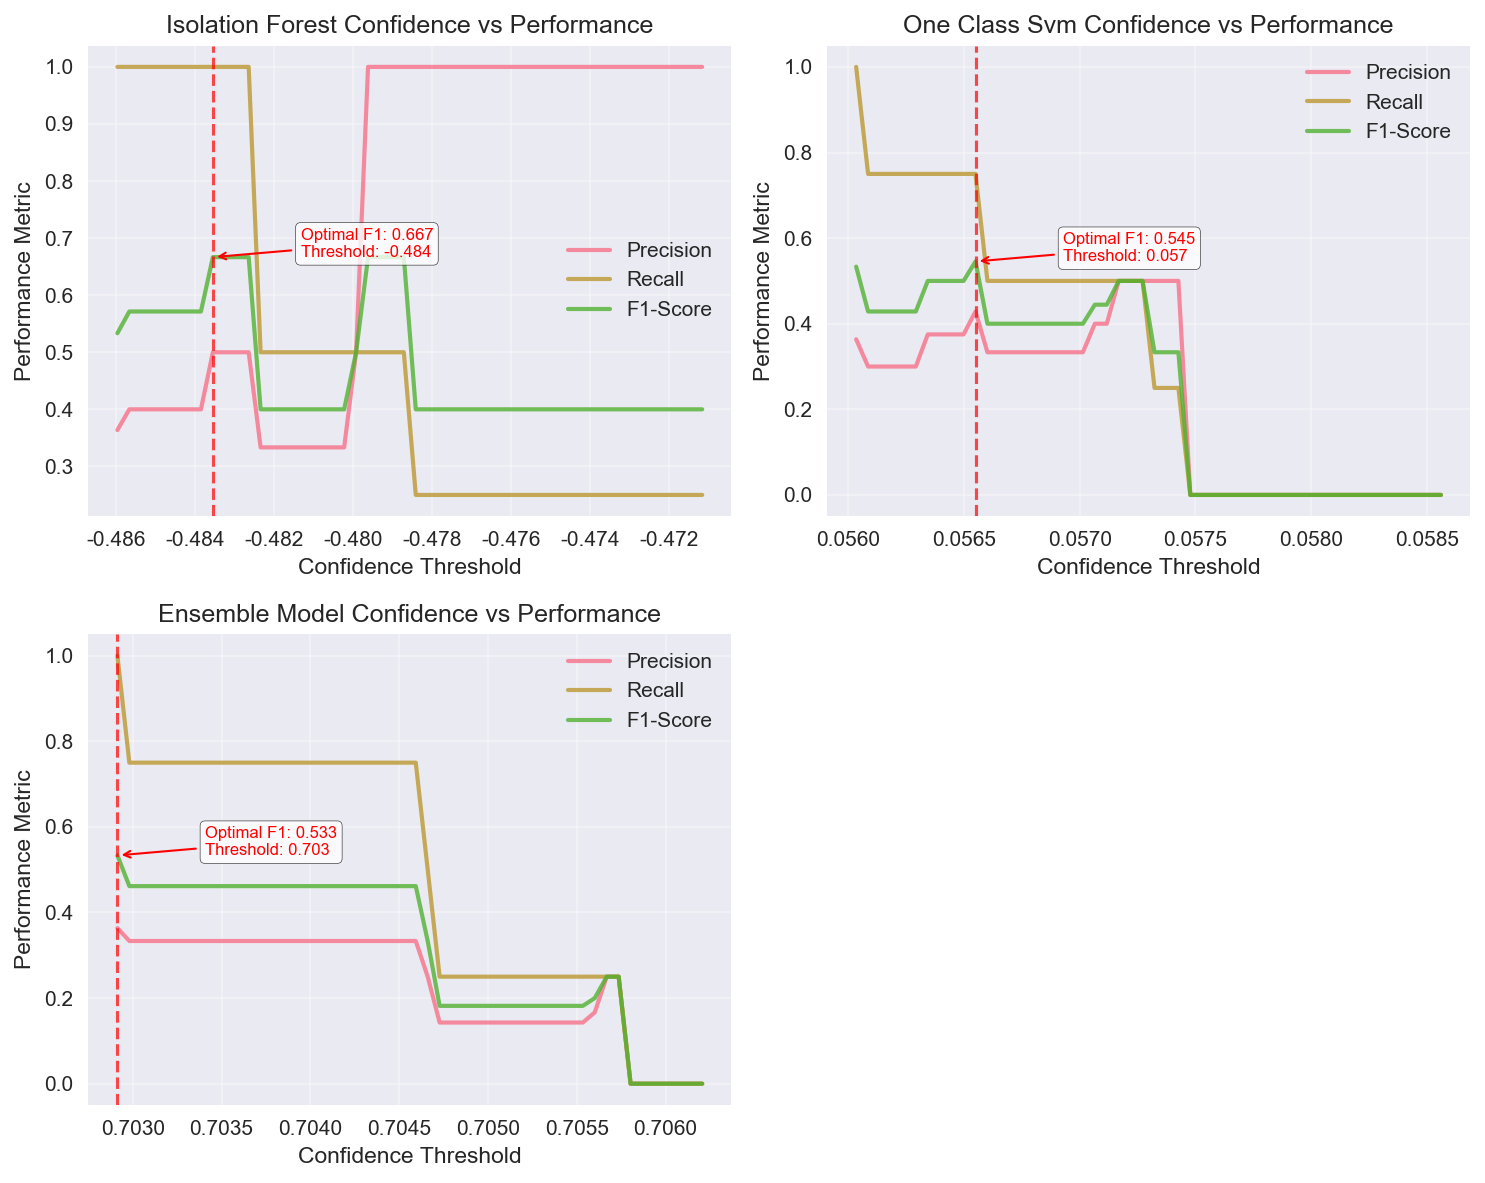 Isolation Forest Confidence vs Performance
Performance Metric
1.0
0.9
0.8
0.7
0.6
0.5
0.4
0.3
Optimal F1: 0.667
Threshold: -0.484
Precision
Recall
F1-Score
-0.486 -0.484 -0.482 -0.480 -0.478 -0.476 -0.474 -0.472
Confidence Threshold
One Class Svm Confidence vs Performance
Performance Metric
1.0
0.8
0.6
0.4
0.2
0.0
Precision
Recall
F1-Score
Optimal F1: 0.545
Threshold: 0.057
0.0560 0.0565 0.0570 0.0575 0.0580 0.0585
Confidence Threshold
Ensemble Model Confidence vs Performance
Performance Metric
1.0
0.8
0.6
0.4
0.2
0.0
Precision
Recall
F1-Score
Optimal F1: 0.533
Threshold: 0.703
0.7030 0.7035 0.7040 0.7045 0.7050 0.7055 0.7060
Confidence Threshold